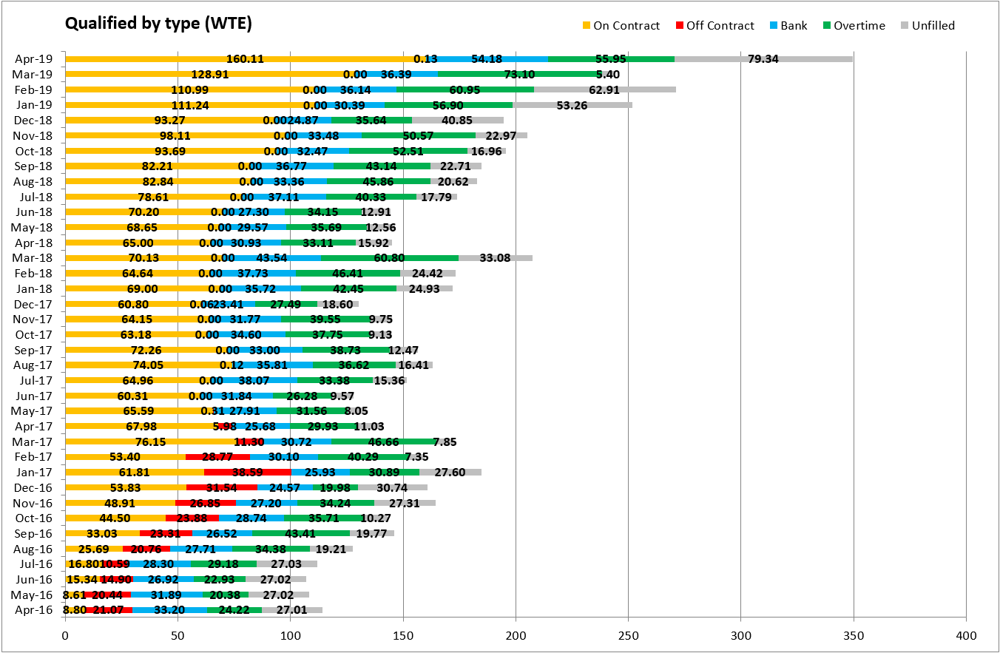 Qualified by type (WTE)
On Contract Off Contract Bank Overtime Unfilled
Apr-19 160.11 0.13 54.18 55.95 79.34
Mar-19 128.91 0.00 36.39 73.10 5.40
Feb-19 110.99 0.00 36.14 60.95 62.91
Jan-19 111.24 0.00 30.39 56.90 53.26
Dec-18 93.27 0.00 24.87 35.64 40.85
Nov-18 98.11 0.00 33.48 50.57 22.97
Oct-18 93.69 0.00 32.47 52.51 16.96
Sep-18 82.21 0.00 36.77 43.14 22.71
Aug-18 82.84 0.00 33.36 45.86 20.62
Jul-18 78.61 0.00 37.11 40.33 17.79
Jun-18 70.20 0.00 27.30 34.15 12.91
May-18 68.65 0.00 29.57 35.69 12.56
Apr-18 65.00 0.00 30.93 33.11 15.92
Mar-18 70.13 0.00 43.54 60.80 33.08
Feb-18 64.64 0.00 37.73 46.41 24.42
Jan-18 69.00 0.00 35.72 42.45 24.93
Dec-17 60.80 0.06 23.41 27.49 18.60
Nov-17 64.15 0.00 31.77 39.55 9.75
Oct-17 63.18 0.00 34.60 37.75 9.13
Sep-17 72.26 0.00 33.00 38.73 12.47
Aug-17 74.05 0.12 35.81 36.62 16.41
Jul-17 64.96 0.00 38.07 33.38 15.36
Jun-17 60.31 0.00 31.84 26.28 9.57
May-17 65.59 0.31 27.91 31.56 8.05
Apr-17 67.98 5.98 25.68 29.93 11.03
Mar-17 76.15 11.30 30.72 46.66 7.85
Feb-17 53.40 28.77 30.10 40.29 7.35
Jan-17 61.81 38.59 25.93 30.89 27.60
Dec-16 53.83 31.54 24.57 19.98 30.74
Nov-16 48.91 26.85 27.20 34.24 27.31
Oct-16 44.50 23.88 28.74 35.71 10.27
Sep-16 33.03 23.31 26.52 43.41 19.77
Aug-16 25.69 20.76 27.71 34.38 19.21
Jul-16 16.80 10.59 28.30 29.18 27.03
Jun-16 15.34 14.90 26.92 22.93 27.02
May-16 8.61 20.44 31.89 20.38 27.02
Apr-16 8.80 21.07 33.20 24.22 27.01
0 50 100 150 200 250 300 350 400